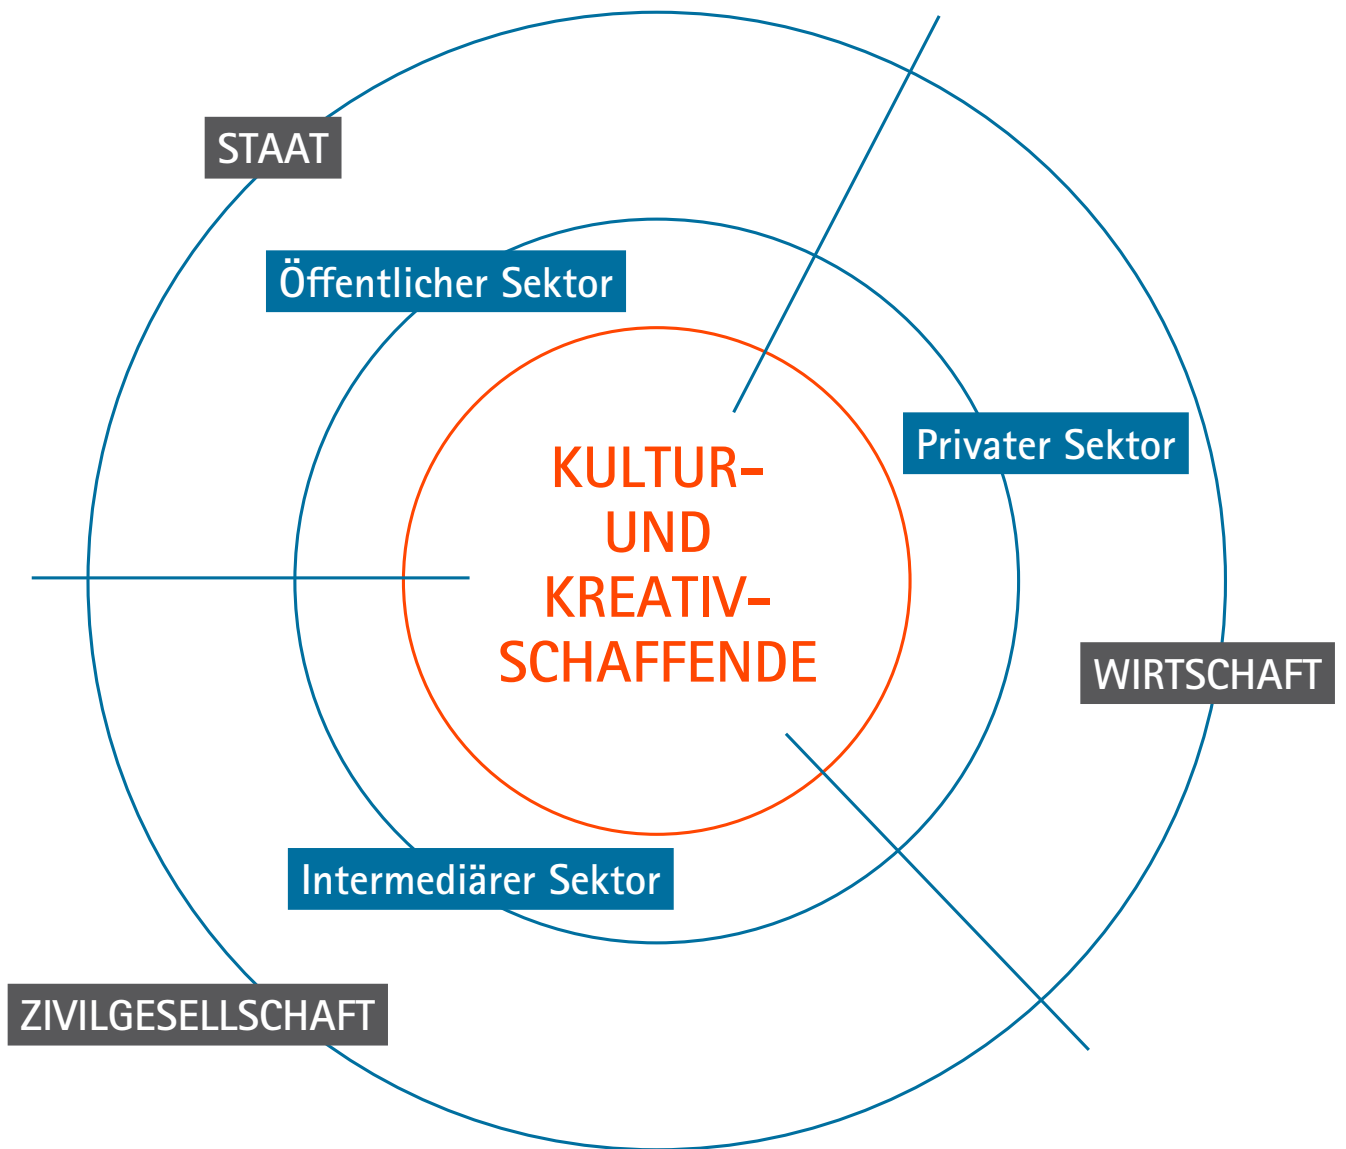 STAAT
Öffentlicher Sektor
Privater Sektor
KULTUR-
UND
KREATIV-
SCHAFFENDE
WIRTSCHAFT
Intermediärer Sektor
ZIVILGESELLSCHAFT